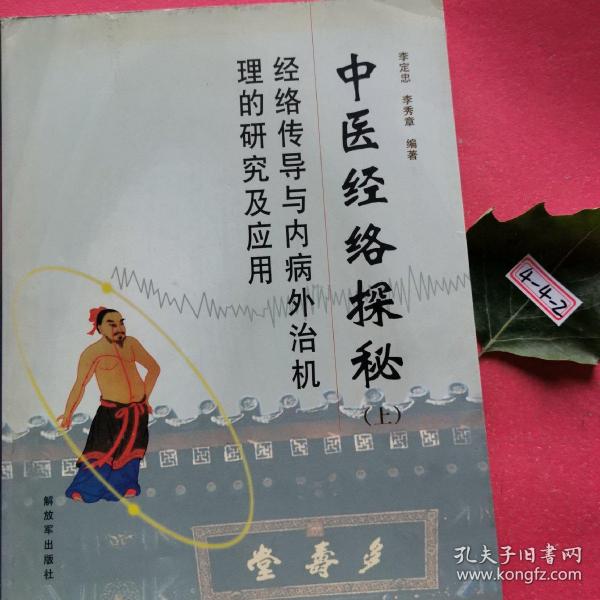 李定忠 李秀章 编著
中医经络探秘
（上）
经络传导与内病外治机
理的研究及应用
解放军出版社
多壽堂
4-4-2
孔夫子旧书网
www.kongfz.com